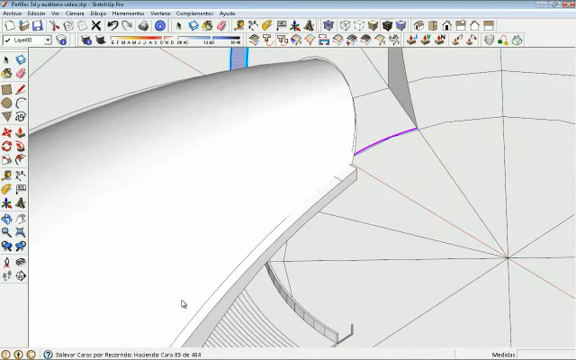 Perfiles 3d y auditorio video.skp - SketchUp Pro
Archivo Edición Ver Cámara Dibujo Herramientas Ventana Complementos Ayuda
Layer00
E F M A M J J A S O N D
Solevar Caras por Recorrido: Haciendo Cara 85 de 484
Medidas